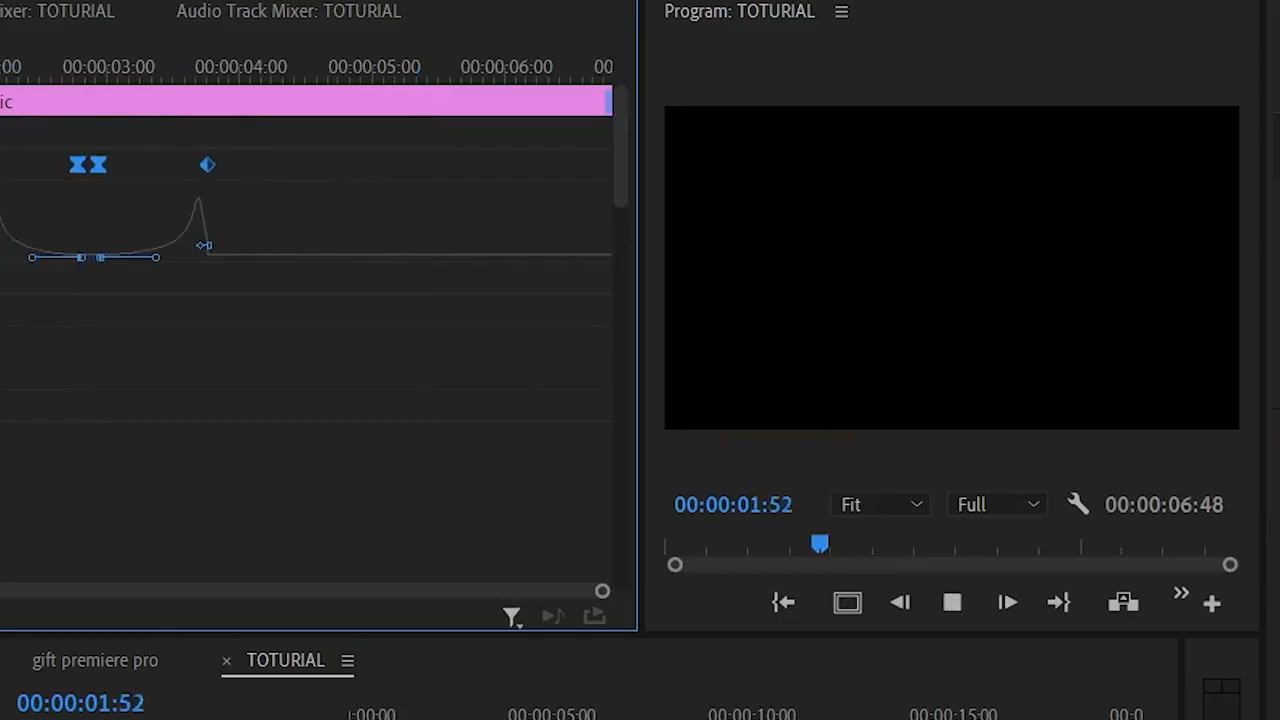 ixer: TOTURIAL
Audio Track Mixer: TOTURIAL
Program: TOTURIAL
:00
00:00:03:00
00:00:04:00
00:00:05:00
00:00:06:00
00
ic
00:00:01:52
Fit
Full
00:00:06:48
gift premiere pro
× TOTURIAL
00:00:01:52
:00:00
00:00:05:00
00:00:10:00
00:00:15:00
00:0